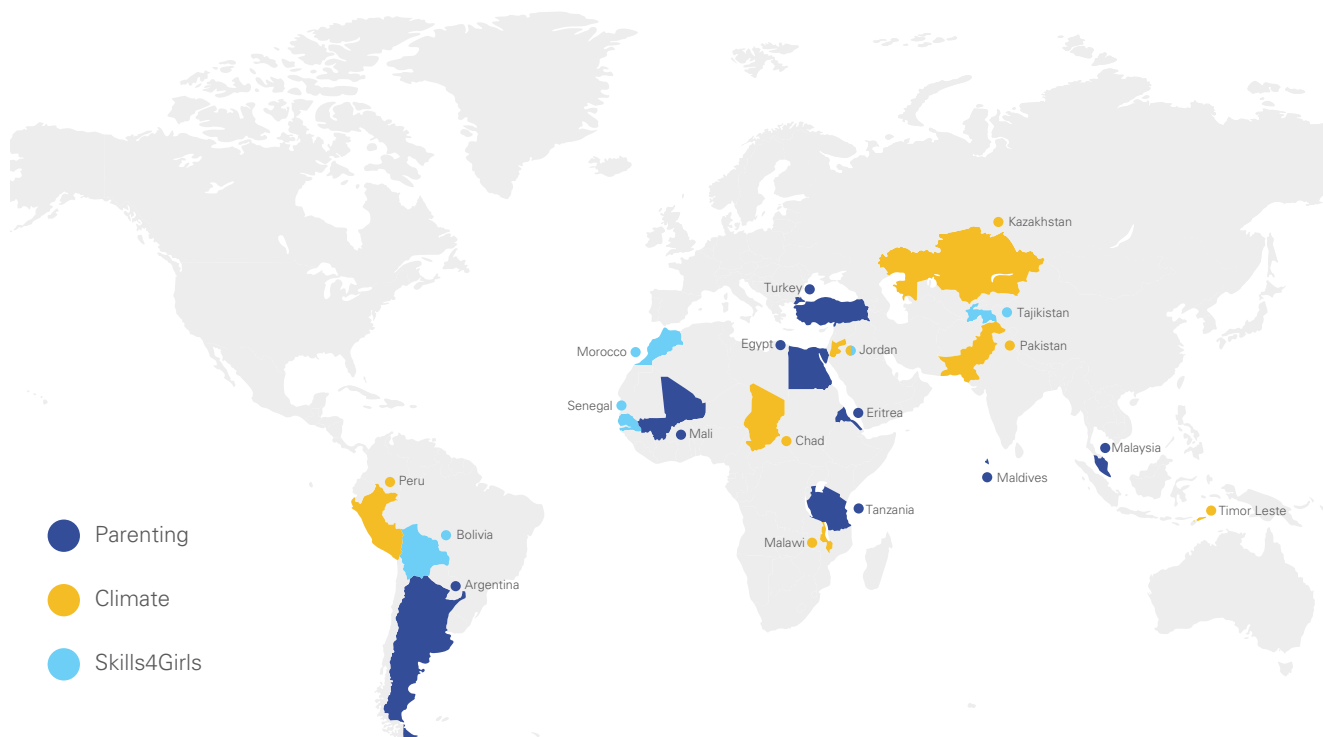 Kazakhstan
Turkey
Tajikistan
Egypt
Jordan
Pakistan
Morocco
Senegal
Eritrea
Mali
Chad
Malaysia
Maldives
Peru
Tanzania
Timor Leste
Bolivia
Malawi
Argentina
Parenting
Climate
Skills4Girls